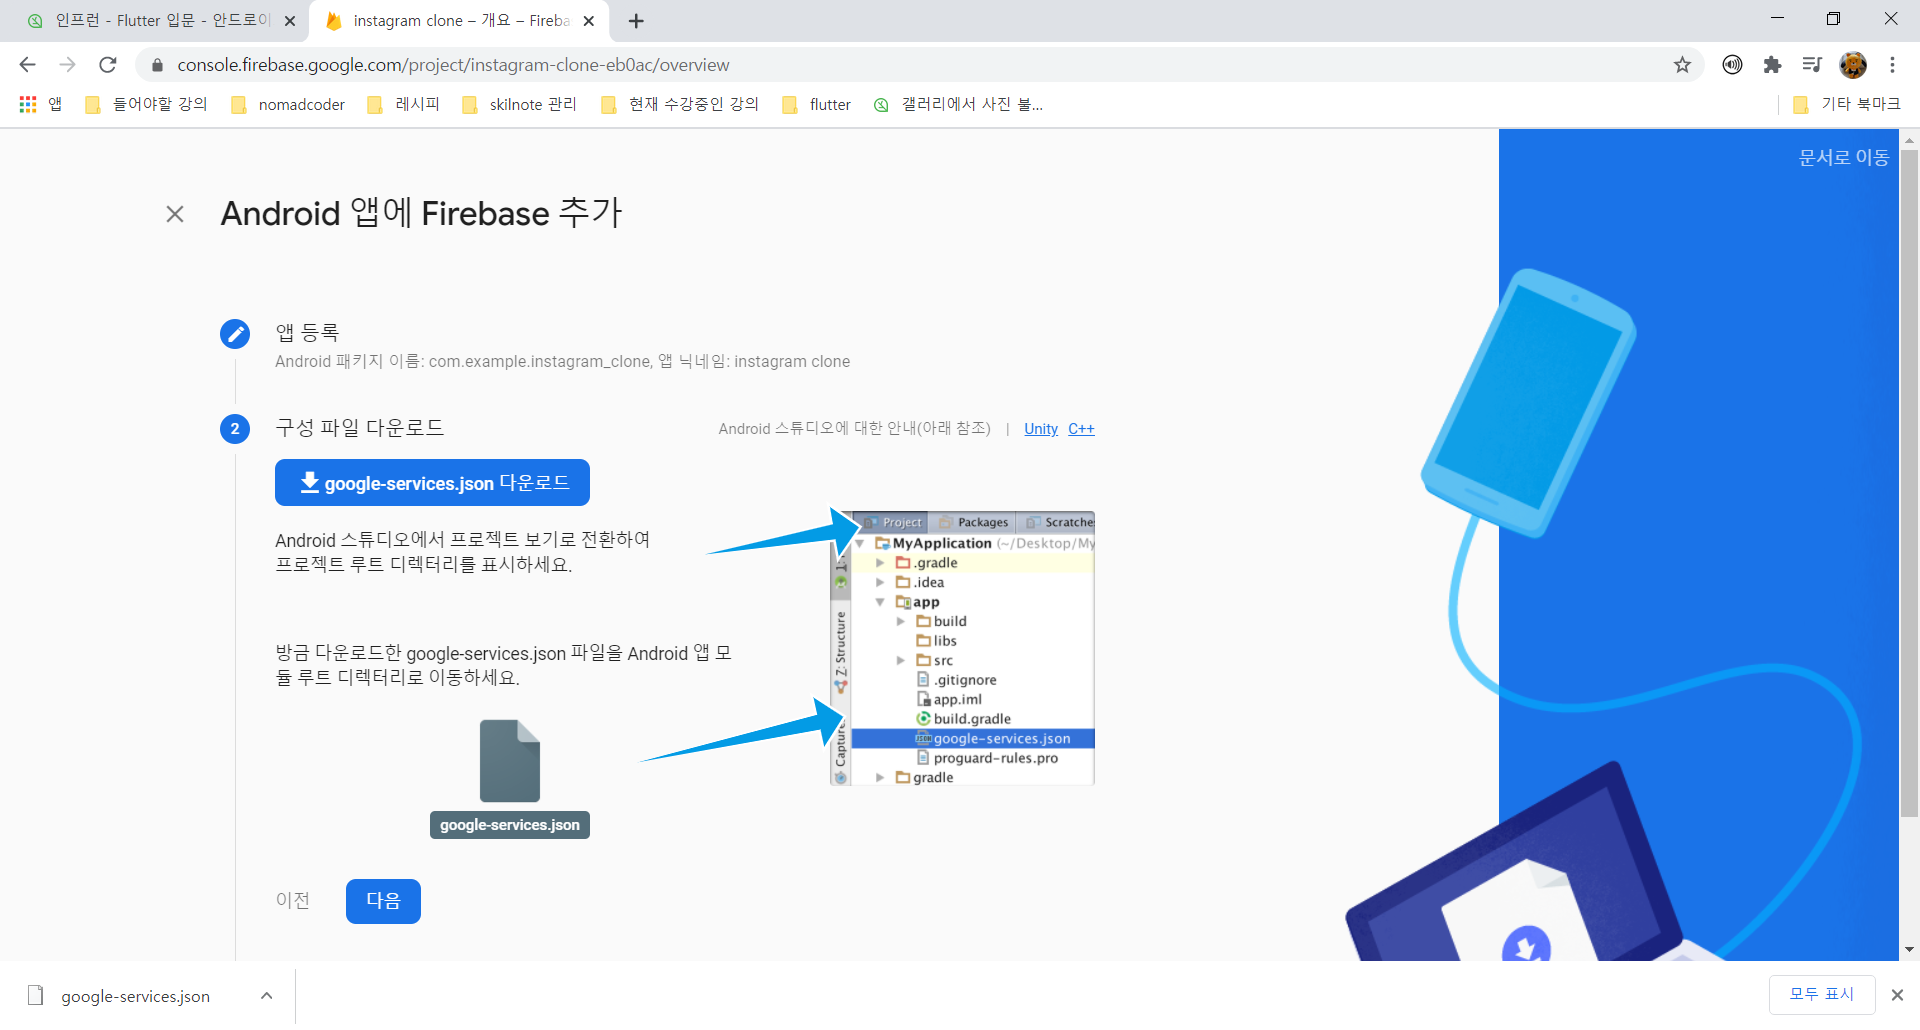 인프런 - Flutter 입문 - 안드로이
instagram clone – 개요 – Fireba
console.firebase.google.com/project/instagram-clone-eb0ac/overview
앱 들어야할 강의 nomadcoder 레시피 skilnote 관리 현재 수강중인 강의 flutter 갤러리에서 사진 불... 기타 북마크
문서로 이동
Android 앱에 Firebase 추가
앱 등록
Android 패키지 이름: com.example.instagram_clone, 앱 닉네임: instagram clone
2 구성 파일 다운로드
Android 스튜디오에 대한 안내(아래 참조) | Unity C++
google-services.json 다운로드
Android 스튜디오에서 프로젝트 보기로 전환하여
프로젝트 루트 디렉터리를 표시하세요.
방금 다운로드한 google-services.json 파일을 Android 앱 모
듈 루트 디렉터리로 이동하세요.
google-services.json
Project Packages Scratches
MyApplication (~/Desktop/My
.gradle
.idea
app
build
libs
src
.gitignore
app.iml
build.gradle
google-services.json
proguard-rules.pro
gradle
Z: Structure
Capture
이전 다음
google-services.json
모두 표시